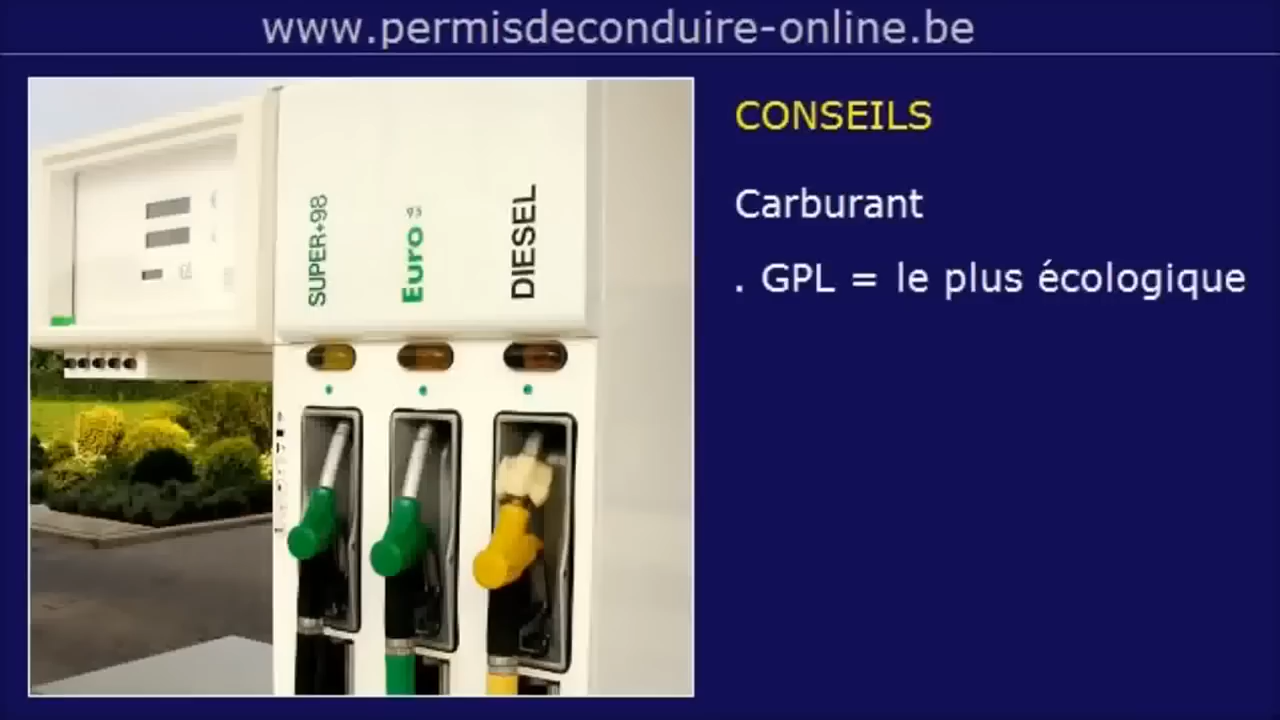 www.permisdeconduire-online.be
CONSEILS
Carburant
. GPL = le plus écologique
SUPER+98
Euro 95
DIESEL